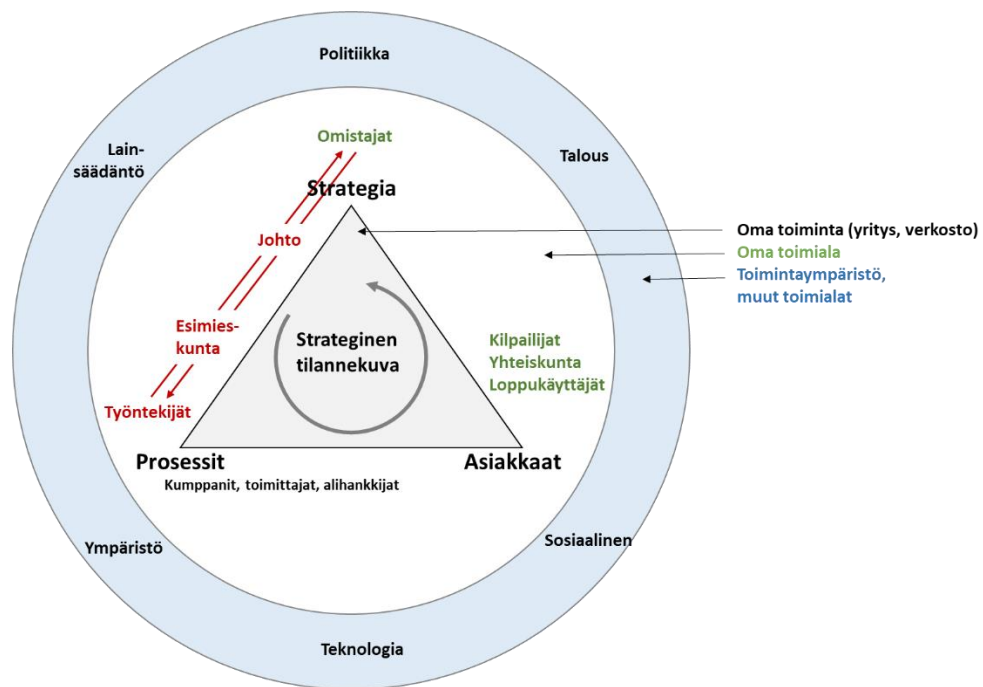 Politiikka
Omistajat
Lain-
säädäntö
Talous
Strategia
Johto
Oma toiminta (yritys, verkosto)
Oma toimiala
Toimintaympäristö,
muut toimialat
Esimies-
kunta
Strateginen
tilannekuva
Kilpailijat
Yhteiskunta
Loppukäyttäjät
Työntekijät
Prosessit
Asiakkaat
Kumppanit, toimittajat, alihankkijat
Ympäristö
Sosiaalinen
Teknologia